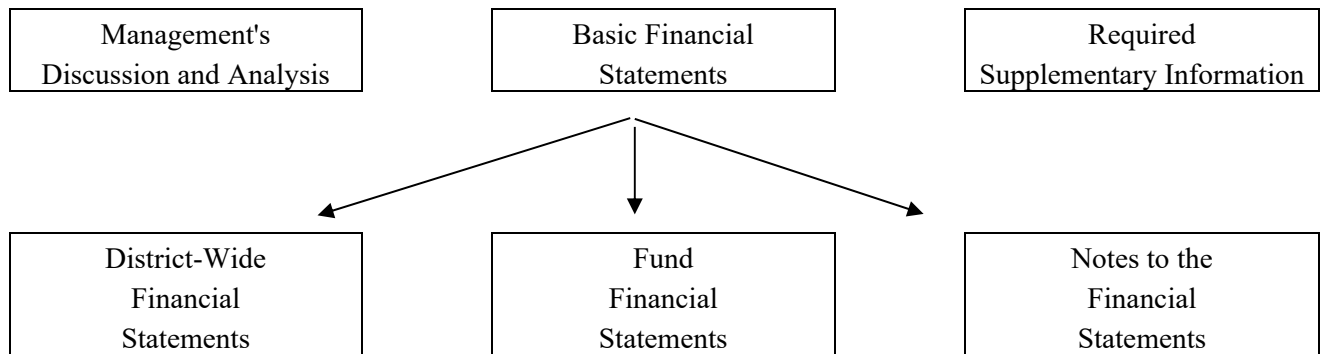 Management's
Discussion and Analysis
Basic Financial
Statements
Required
Supplementary Information
District-Wide
Financial
Statements
Fund
Financial
Statements
Notes to the
Financial
Statements